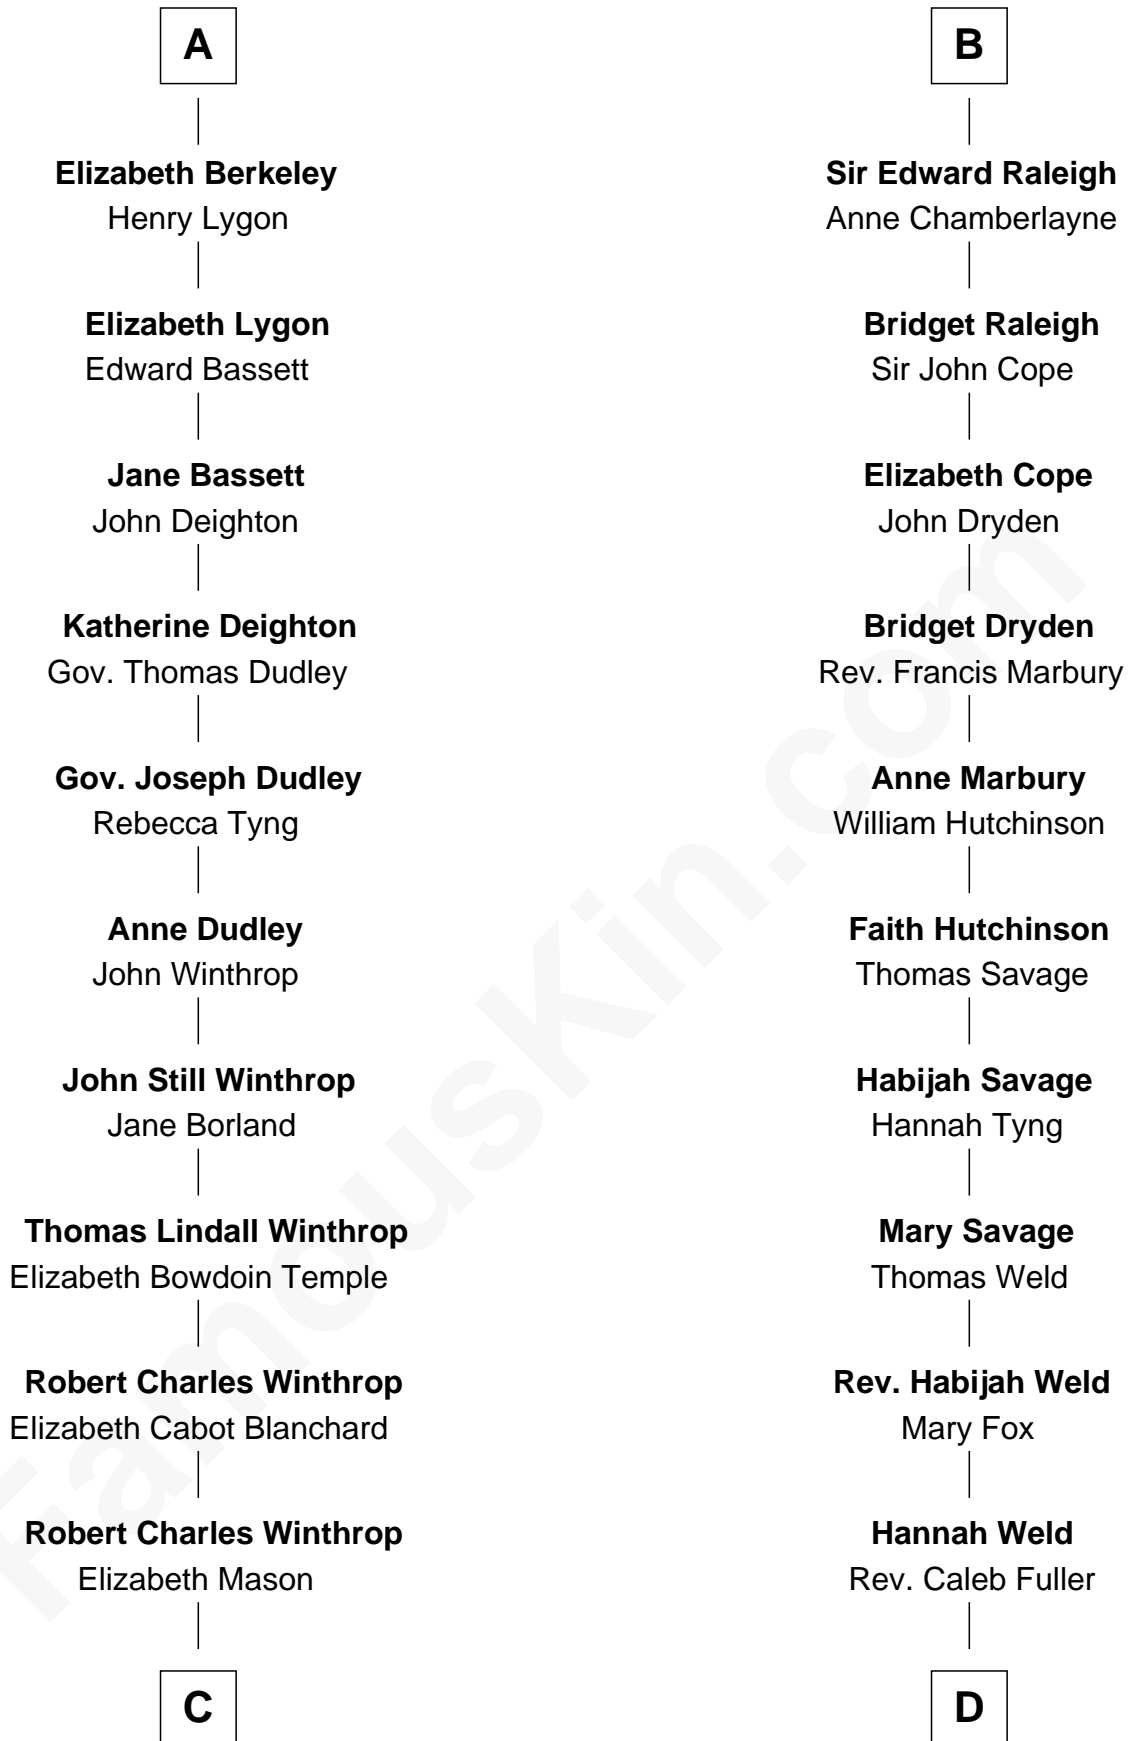 A
Elizabeth Berkeley
Henry Lygon
Elizabeth Lygon
Edward Bassett
Jane Bassett
John Deighton
Katherine Deighton
Gov. Thomas Dudley
Gov. Joseph Dudley
Rebecca Tyng
Anne Dudley
John Winthrop
John Still Winthrop
Jane Borland
Thomas Lindall Winthrop
Elizabeth Bowdoin Temple
Robert Charles Winthrop
Elizabeth Cabot Blanchard
Robert Charles Winthrop
Elizabeth Mason
C
B
Sir Edward Raleigh
Anne Chamberlayne
Bridget Raleigh
Sir John Cope
Elizabeth Cope
John Dryden
Bridget Dryden
Rev. Francis Marbury
Anne Marbury
William Hutchinson
Faith Hutchinson
Thomas Savage
Habijah Savage
Hannah Tyng
Mary Savage
Thomas Weld
Rev. Habijah Weld
Mary Fox
Hannah Weld
Rev. Caleb Fuller
D
FamousKin.com